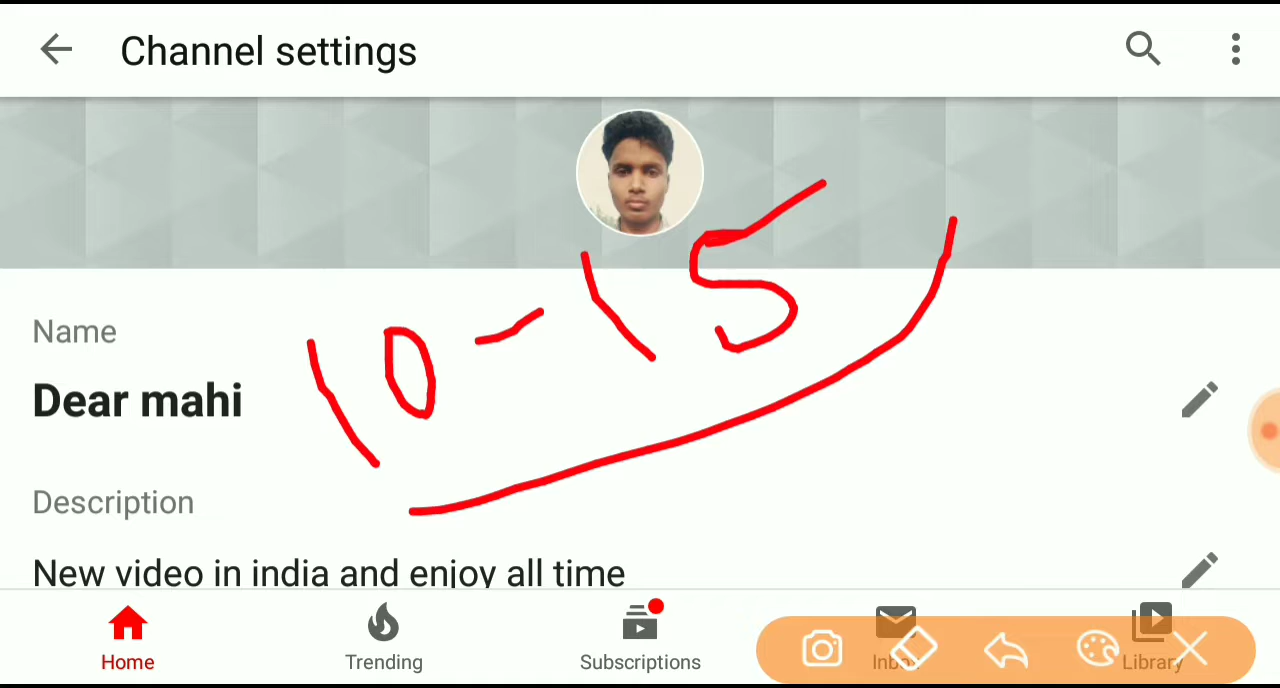 Channel settings
10-15
Name
Dear mahi
Description
New video in india and enjoy all time
Home
Trending
Subscriptions
Inbox
Library